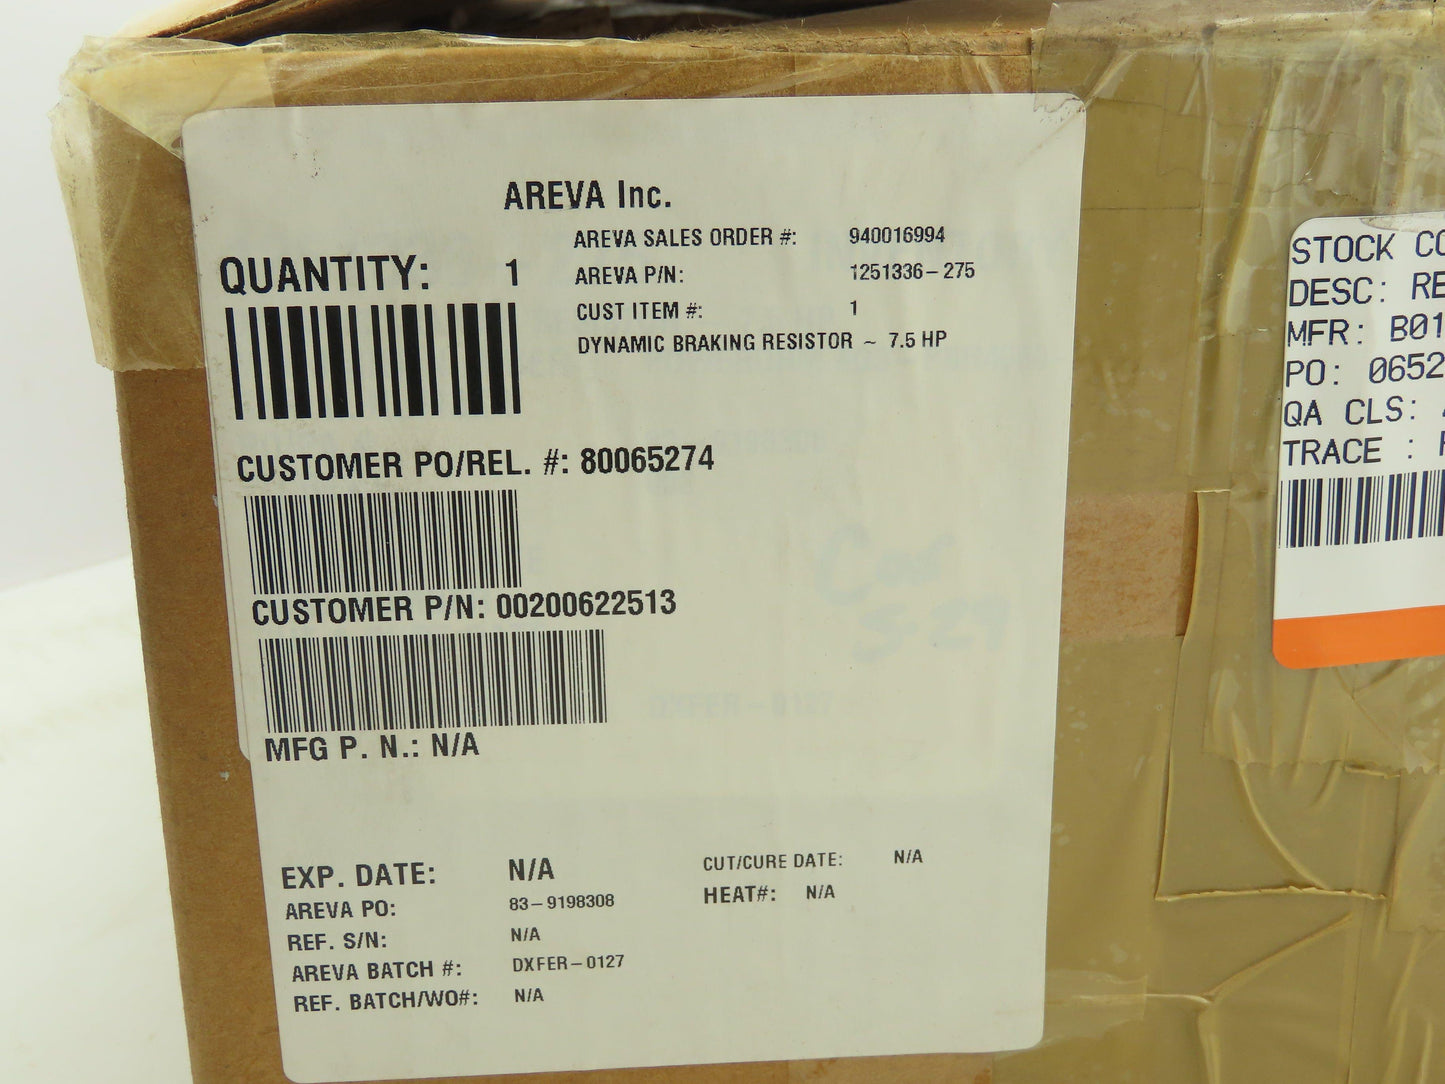 AREVA Inc.
AREVA SALES ORDER #: 940016994
QUANTITY: 1
AREVA P/N: 1251336-275
CUST ITEM #: 1
DYNAMIC BRAKING RESISTOR ~ 7.5 HP
CUSTOMER PO/REL. #: 80065274
CUSTOMER P/N: 00200622513
MFG P. N.: N/A
EXP. DATE: N/A
CUT/CURE DATE: N/A
AREVA PO: 83-9198308
HEAT#: N/A
REF. S/N: N/A
AREVA BATCH #: DXFER-0127
REF. BATCH/WO#: N/A
DXFER-0127
STOCK CO
DESC: RE
MFR: B01
PO: 0652
QA CLS:
TRACE :